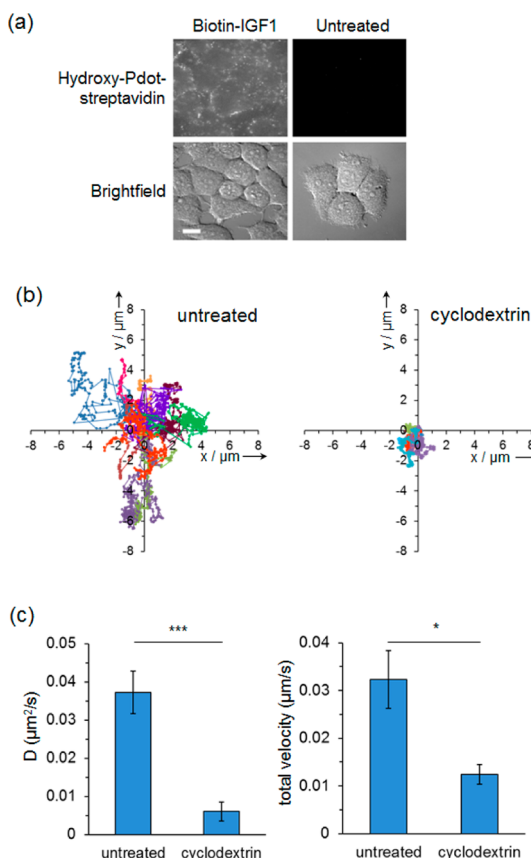 (a)
Biotin-IGF1 Untreated
Hydroxy-Pdot-
streptavidin
Brightfield
(b)
y / µm
untreated
8
6
4
2
0
-8 -6 -4 -2 0 2 4 6 8
x / µm
-2
-4
-6
-8
y / µm
cyclodextrin
8
6
4
2
0
-8 -6 -4 -2 0 2 4 6 8
x / µm
-2
-4
-6
-8
(c)
***
D (µm²/s)
0.05
0.04
0.03
0.02
0.01
0
untreated cyclodextrin
*
total velocity (µm/s)
0.04
0.03
0.02
0.01
0
untreated cyclodextrin